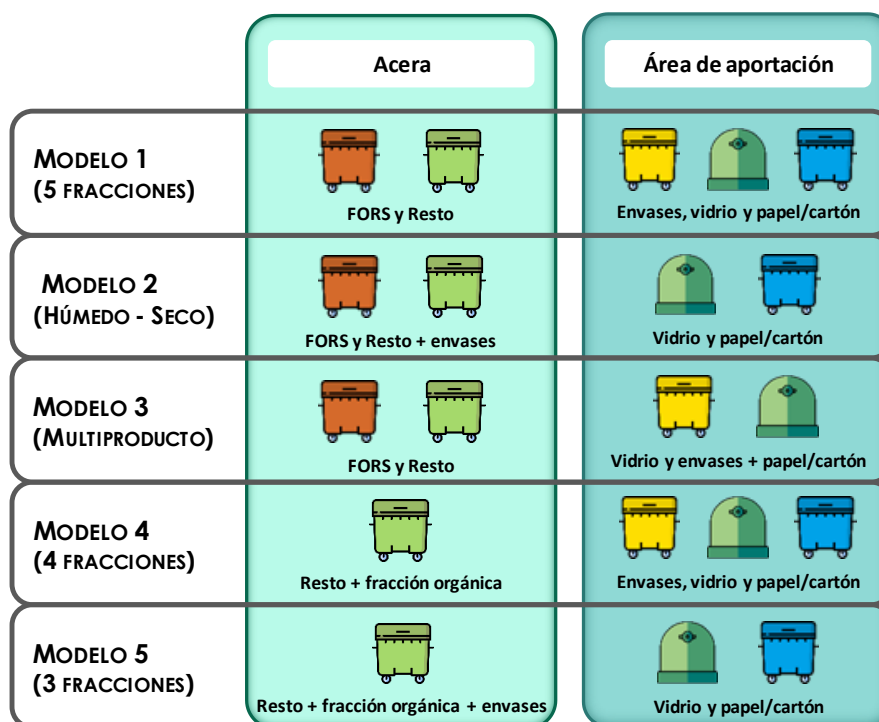 Acera
Área de aportación
MODELO 1
(5 FRACCIONES)
FORS y Resto
Envases, vidrio y papel/cartón
MODELO 2
(HÚMEDO - SECO)
FORS y Resto + envases
Vidrio y papel/cartón
MODELO 3
(MULTIPRODUCTO)
FORS y Resto
Vidrio y envases + papel/cartón
MODELO 4
(4 FRACCIONES)
Resto + fracción orgánica
Envases, vidrio y papel/cartón
MODELO 5
(3 FRACCIONES)
Resto + fracción orgánica + envases
Vidrio y papel/cartón